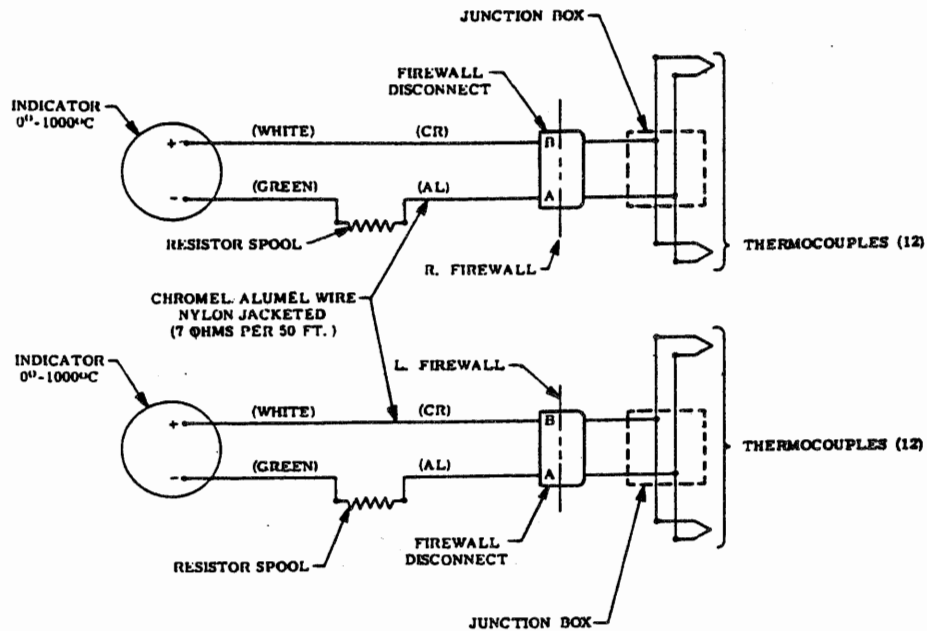 JUNCTION BOX
FIREWALL
DISCONNECT
INDICATOR
0°-1000°C
(WHITE)
(CR)
+
B
(GREEN)
(AL)
-
A
RESISTOR SPOOL
THERMOCOUPLES (12)
R. FIREWALL
CHROMEL ALUMEL WIRE
NYLON JACKETED
(7 OHMS PER 50 FT.)
INDICATOR
0°-1000°C
L. FIREWALL
(WHITE)
(CR)
+
B
THERMOCOUPLES (12)
(GREEN)
(AL)
-
A
RESISTOR SPOOL
FIREWALL
DISCONNECT
JUNCTION BOX